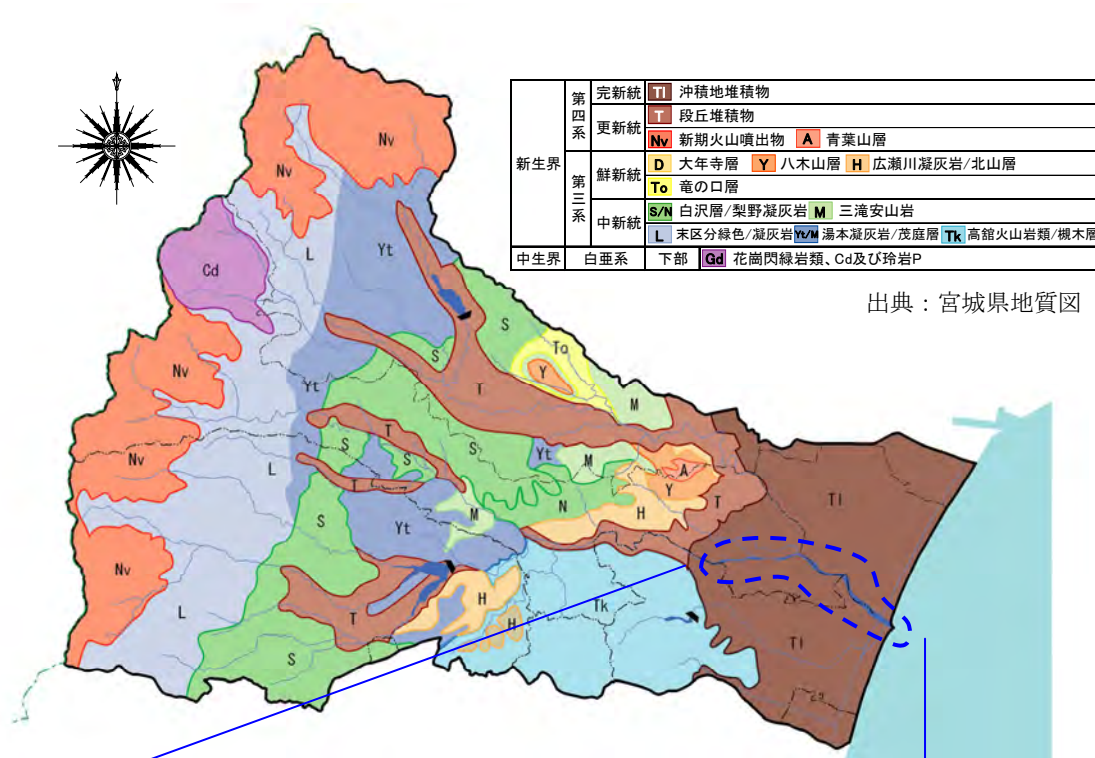 新生界 第四系 完新統 Tl 沖積地堆積物
更新統 T 段丘堆積物
Nv 新期火山噴出物 A 青葉山層
第三系 鮮新統 D 大年寺層 Y 八木山層 H 広瀬川凝灰岩/北山層
To 竜の口層
中新統 S/N 白沢層/梨野凝灰岩 M 三滝安山岩
L 末区分緑色/凝灰岩 Yt/M 湯本凝灰岩/茂庭層 Tk 高舘火山岩類/槻木層
中生界 白亜系 下部 Gd 花崗閃緑岩類、Cd及び玲岩P
出典：宮城県地質図
Nv
Nv
L
Yt
Cd
S
To
S
Y
Nv
Yt
T
M
T
S
S
S
Yt
M
A
Nv
L
T
Y
Tl
M
N
H
T
S
Yt
Nv
H
Tk
T
H
L
S
Tl